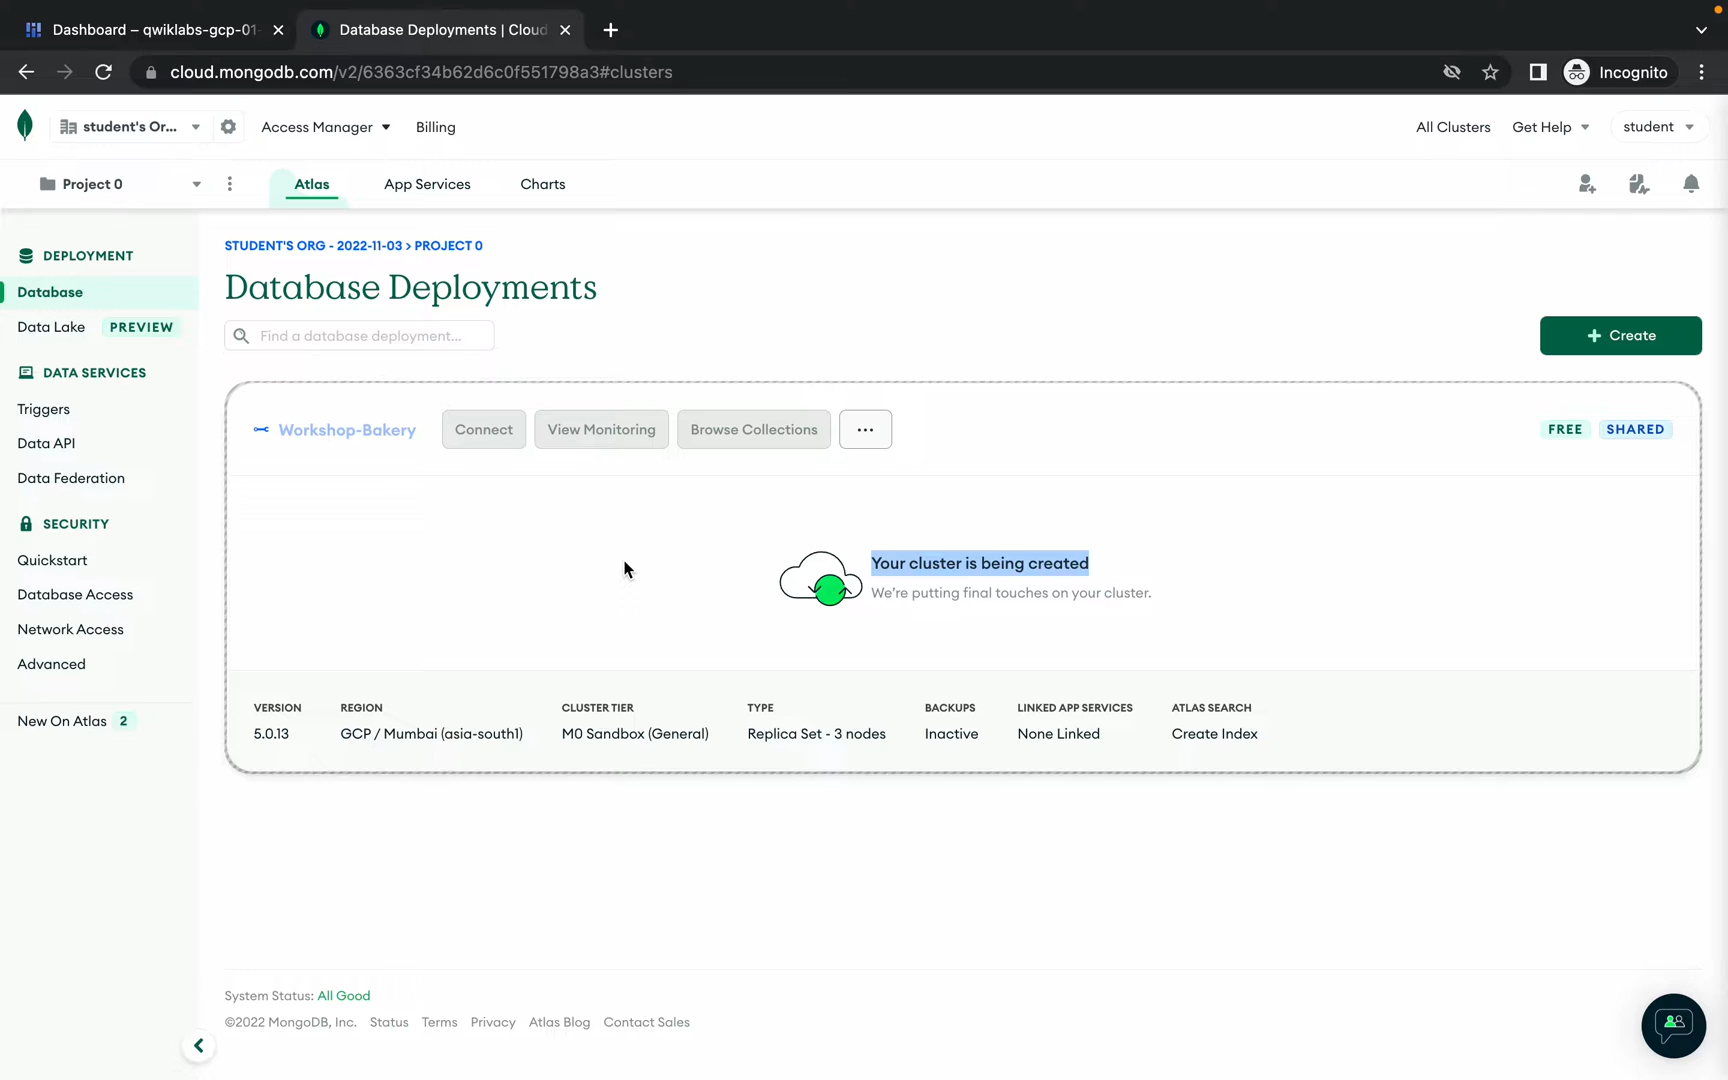 Dashboard – qwiklabs-gcp-01-
Database Deployments | Cloud
cloud.mongodb.com/v2/6363cf34b62d6c0f551798a3#clusters
Incognito
student's Or...
Access Manager
Billing
All Clusters
Get Help
student
Project 0
Atlas
App Services
Charts
DEPLOYMENT
Database
Data Lake PREVIEW
DATA SERVICES
Triggers
Data API
Data Federation
SECURITY
Quickstart
Database Access
Network Access
Advanced
New On Atlas 2
STUDENT'S ORG - 2022-11-03 > PROJECT 0
Database Deployments
Find a database deployment...
+ Create
Workshop-Bakery
Connect
View Monitoring
Browse Collections
...
FREE
SHARED
Your cluster is being created
We're putting final touches on your cluster.
VERSION
5.0.13
REGION
GCP / Mumbai (asia-south1)
CLUSTER TIER
M0 Sandbox (General)
TYPE
Replica Set - 3 nodes
BACKUPS
Inactive
LINKED APP SERVICES
None Linked
ATLAS SEARCH
Create Index
System Status: All Good
©2022 MongoDB, Inc. Status Terms Privacy Atlas Blog Contact Sales